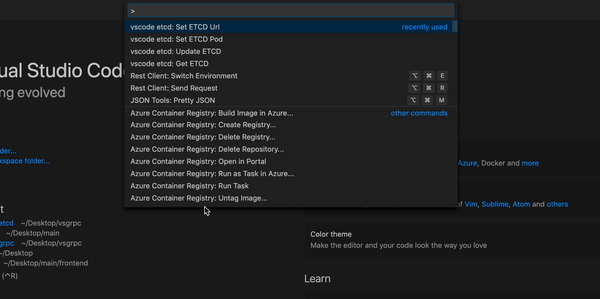 >
vscode etcd: Set ETCD Url recently used
vscode etcd: Set ETCD Pod
vscode etcd: Update ETCD
vscode etcd: Get ETCD
Rest Client: Switch Environment ⌥ ⌘ E
Rest Client: Send Request ⌥ ⌘ R
JSON Tools: Pretty JSON ⌥ ⌘ M
Azure Container Registry: Build Image in Azure... other commands
Azure Container Registry: Create Registry...
Azure Container Registry: Delete Registry...
Azure Container Registry: Delete Repository...
Azure Container Registry: Open in Portal
Azure Container Registry: Run as Task in Azure...
Azure Container Registry: Run Task
Azure Container Registry: Untag Image...
ual Studio Cod
ng evolved
der...
kspace folder...
t
etcd ~/Desktop/vsgrpc
~/Desktop/main
grpc ~/Desktop/vsgrpc
~/Desktop
~/Desktop/main/frontend
(^R)
Azure, Docker and more
of Vim, Sublime, Atom and others
Color theme
Make the editor and your code look the way you love
Learn